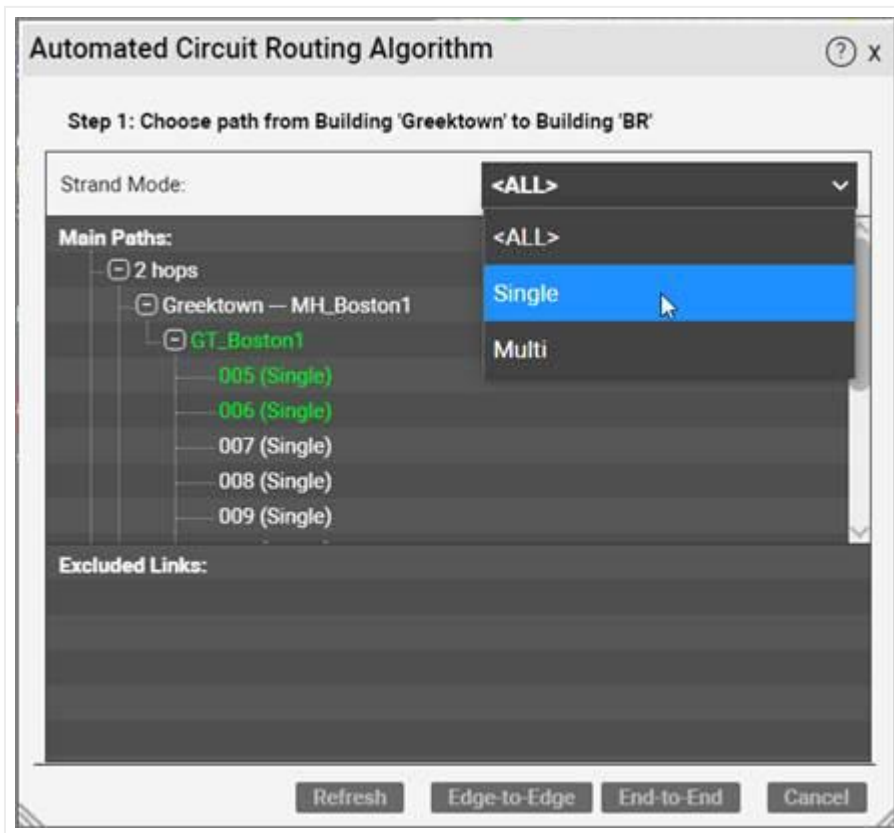 Automated Circuit Routing Algorithm ? x
Step 1: Choose path from Building 'Greektown' to Building 'BR'
Strand Mode: <ALL>
<ALL>
Single
Multi
Main Paths:
2 hops
Greektown — MH_Boston1
GT_Boston1
005 (Single)
006 (Single)
007 (Single)
008 (Single)
009 (Single)
Excluded Links:
Refresh Edge-to-Edge End-to-End Cancel